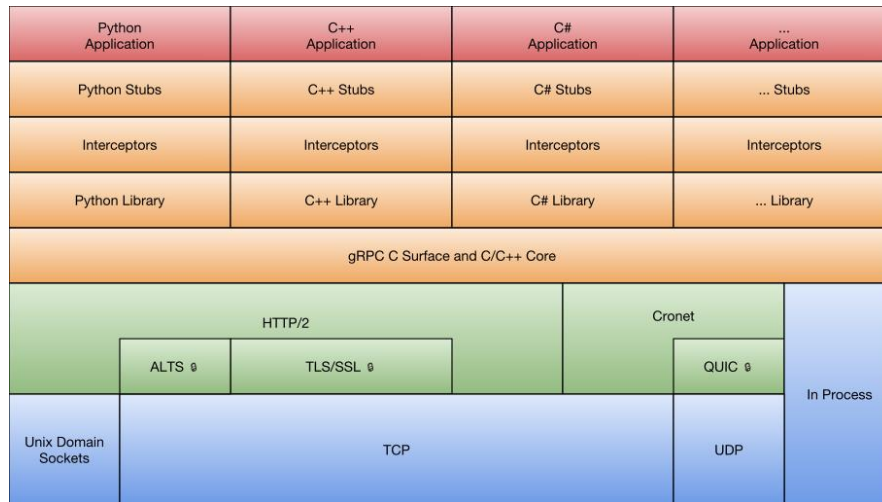 Python
Application
C++
Application
C#
Application
...
Application
Python Stubs
C++ Stubs
C# Stubs
... Stubs
Interceptors
Interceptors
Interceptors
Interceptors
Python Library
C++ Library
C# Library
... Library
gRPC C Surface and C/C++ Core
HTTP/2
Cronet
ALTS
TLS/SSL
QUIC
In Process
Unix Domain
Sockets
TCP
UDP